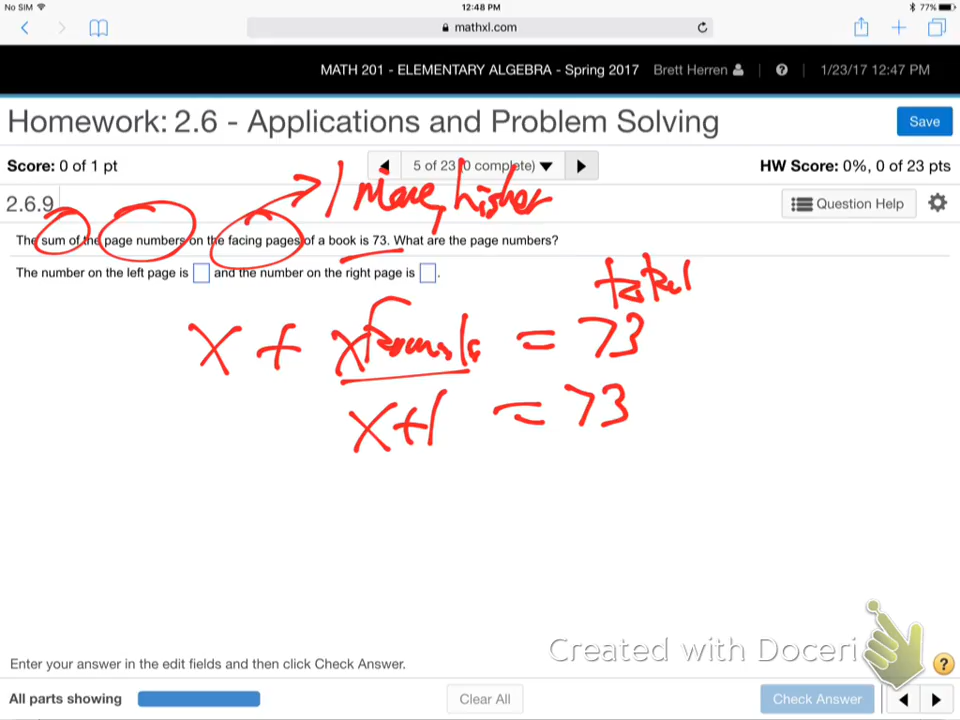 No SIM 12:48 PM 77%
mathxl.com
MATH 201 - ELEMENTARY ALGEBRA - Spring 2017 Brett Herren ? 1/23/17 12:47 PM
Homework: 2.6 - Applications and Problem Solving Save
Score: 0 of 1 pt 5 of 23 (0 complete) HW Score: 0%, 0 of 23 pts
1 more, higher
2.6.9 Question Help
The sum of the page numbers on the facing pages of a book is 73. What are the page numbers?
The number on the left page is and the number on the right page is .
total
x + x = 73
x+1 = 73
Created with Doceri
Enter your answer in the edit fields and then click Check Answer. ?
All parts showing Clear All Check Answer